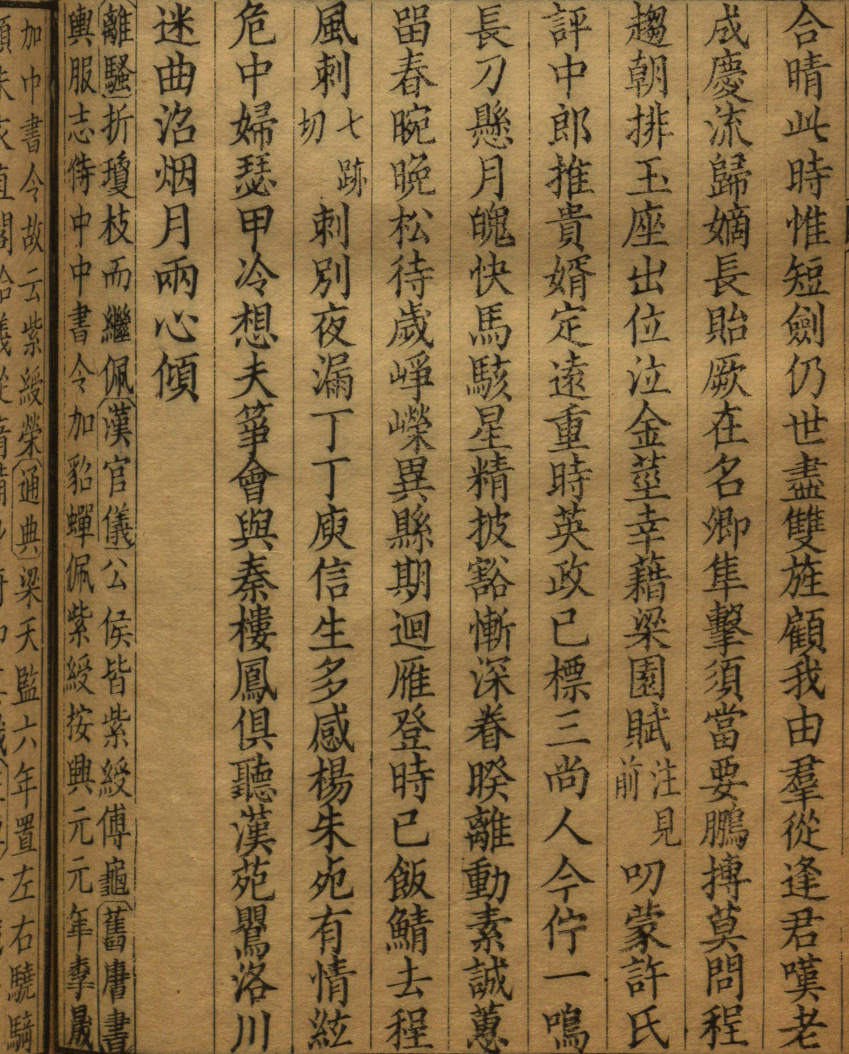 合晴此時惟短劍仍世盡雙旌顧我由羣從逢君嘆老
成慶流歸嫡長貽厥在名卿隼擊須當要鵬摶莫問程
趨朝排玉座出位泣金莖幸藉梁園賦注見前叨蒙許氏
評中郎推貴婿定遠重時英政已標三尚人今佇一鳴
長刀懸月魄快馬駭星精披豁慚深眷睽離動素誠蕙
留春晼晚松待歲崢嶸異縣期迴雁登時已飯鯖去程
風刺七跡切刺別夜漏丁丁庾信生多感楊朱死有情絃
危中婦瑟甲冷想夫箏會與秦樓鳳俱聽漢苑鸎洛川
迷曲沼烟月兩心傾
離騷折瓊枝而繼佩漢官儀公侯皆紫綬傅龜舊唐書
輿服志侍中中書令加貂蟬佩紫綬按興元元年李晟
加中書令故云紫綬榮通典梁天監六年置左右驍騎